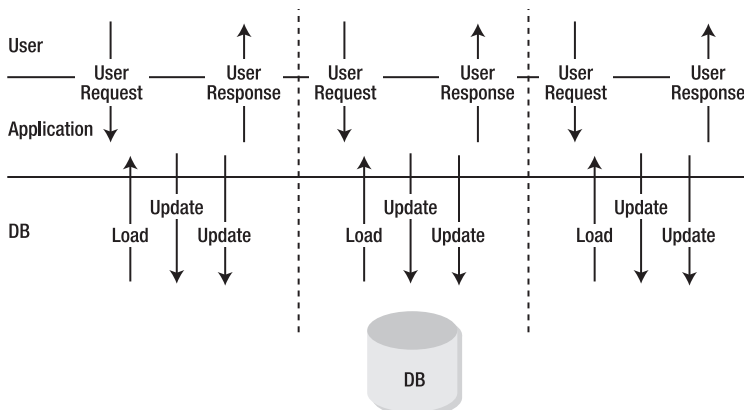 User
User Request
User Response
User Request
User Response
User Request
User Response
Application
Update
Update
Update
DB
Load
Update
Load
Update
Load
Update
DB